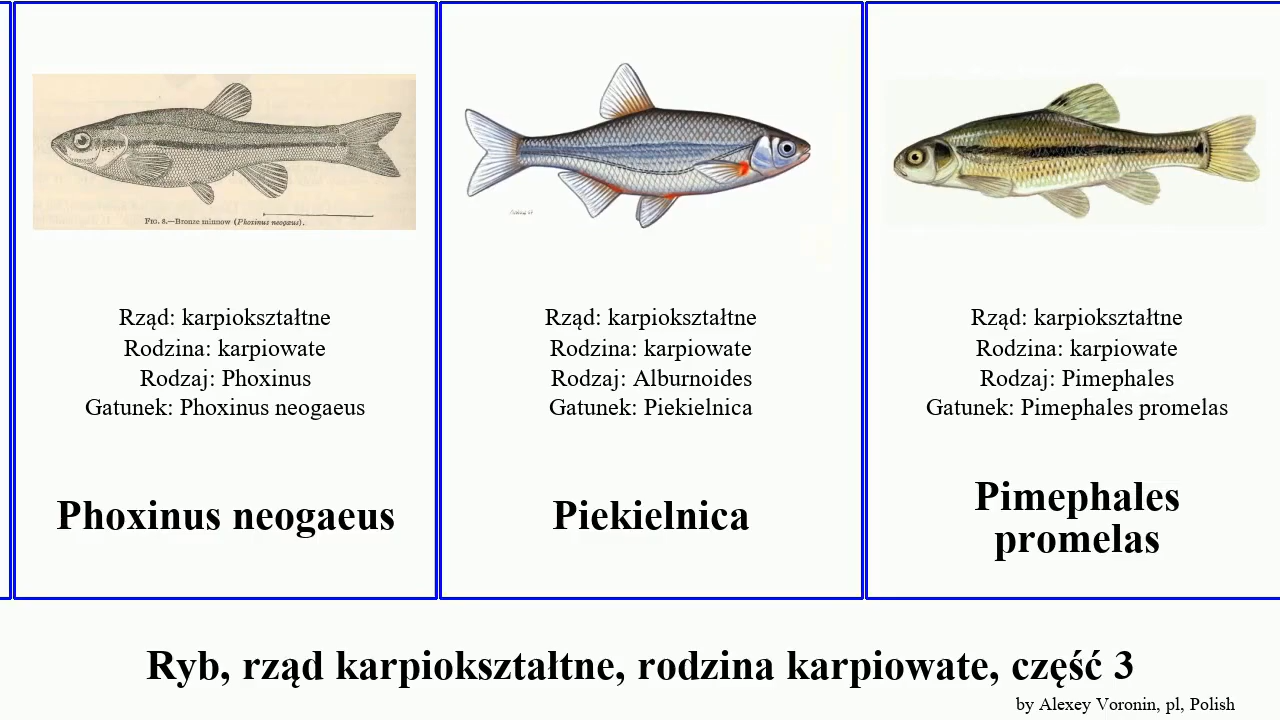 FIG. 8.—Bronze minnow (Phoxinus neogæus).
Rząd: karpiokształtne
Rodzina: karpiowate
Rodzaj: Phoxinus
Gatunek: Phoxinus neogaeus
Phoxinus neogaeus
Rząd: karpiokształtne
Rodzina: karpiowate
Rodzaj: Alburnoides
Gatunek: Piekielnica
Piekielnica
Rząd: karpiokształtne
Rodzina: karpiowate
Rodzaj: Pimephales
Gatunek: Pimephales promelas
Pimephales
promelas
Ryb, rząd karpiokształtne, rodzina karpiowate, część 3
by Alexey Voronin, pl, Polish